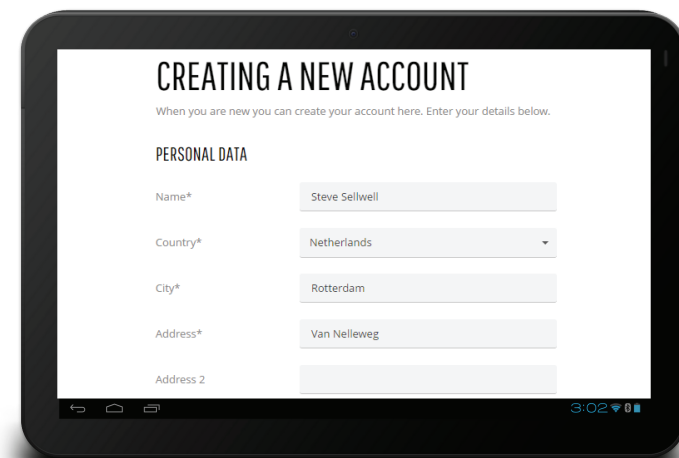 CREATING A NEW ACCOUNT
When you are new you can create your account here. Enter your details below.
PERSONAL DATA
Name* Steve Sellwell
Country* Netherlands
City* Rotterdam
Address* Van Nelleweg
Address 2
3:02